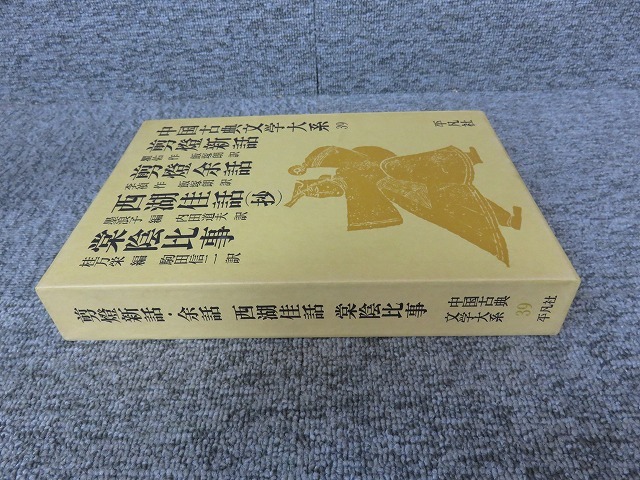 中国古典文学大系 39
剪燈新話
瞿佑 作 飯塚朗 訳
剪燈余話
李禎 作 飯塚朗 訳
西湖佳話(抄)
墨浪子 編 内田道夫 訳
棠陰比事
桂万栄 編 駒田信二 訳
平凡社
剪燈新話・余話 西湖佳話 棠陰比事 中国古典文学大系 39 平凡社